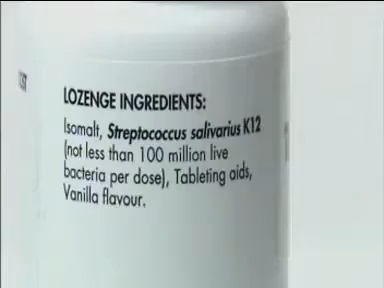 LOZENGE INGREDIENTS:
Isomalt, Streptococcus salivarius K12
(not less than 100 million live
bacteria per dose), Tableting aids,
Vanilla flavour.